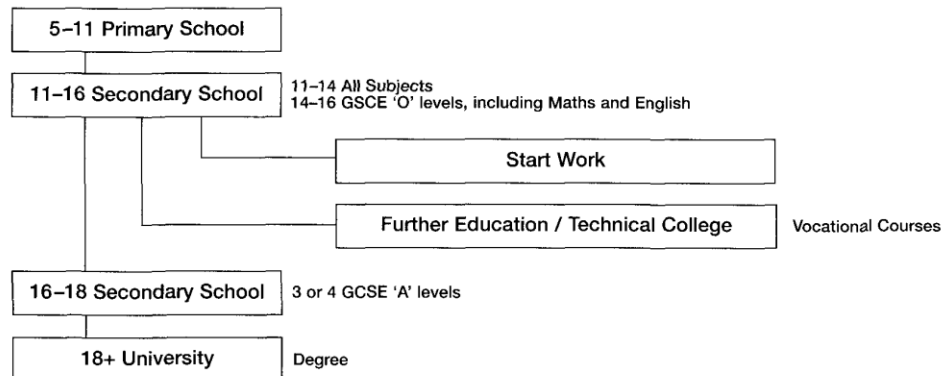 5–11 Primary School
11–16 Secondary School
11–14 All Subjects
14–16 GSCE 'O' levels, including Maths and English
Start Work
Further Education / Technical College
Vocational Courses
16–18 Secondary School
3 or 4 GCSE 'A' levels
18+ University
Degree